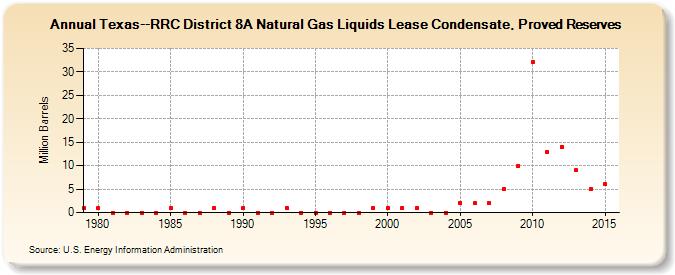 Annual Texas--RRC District 8A Natural Gas Liquids Lease Condensate, Proved Reserves
Million Barrels
35
30
25
20
15
10
5
0
1980 1985 1990 1995 2000 2005 2010 2015
Source: U.S. Energy Information Administration